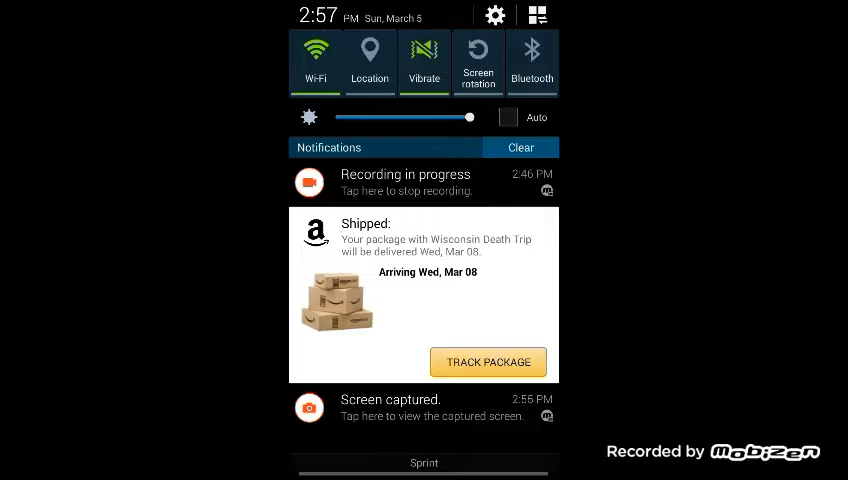 2:57 PM Sun, March 5
Wi-Fi
Location
Vibrate
Screen
rotation
Bluetooth
Auto
Notifications
Clear
Recording in progress
2:46 PM
Tap here to stop recording.
a
Shipped:
Your package with Wisconsin Death Trip
will be delivered Wed, Mar 08.
Arriving Wed, Mar 08
TRACK PACKAGE
Screen captured.
2:55 PM
Tap here to view the captured screen.
Sprint
Recorded by mobizen